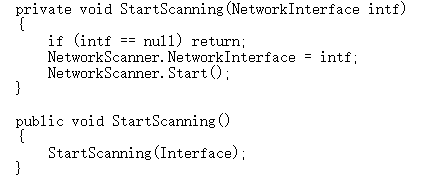 private void StartScanning(NetworkInterface intf)
{
    if (intf == null) return;
    NetworkScanner.NetworkInterface = intf;
    NetworkScanner.Start();
}

public void StartScanning()
{
    StartScanning(Interface);
}